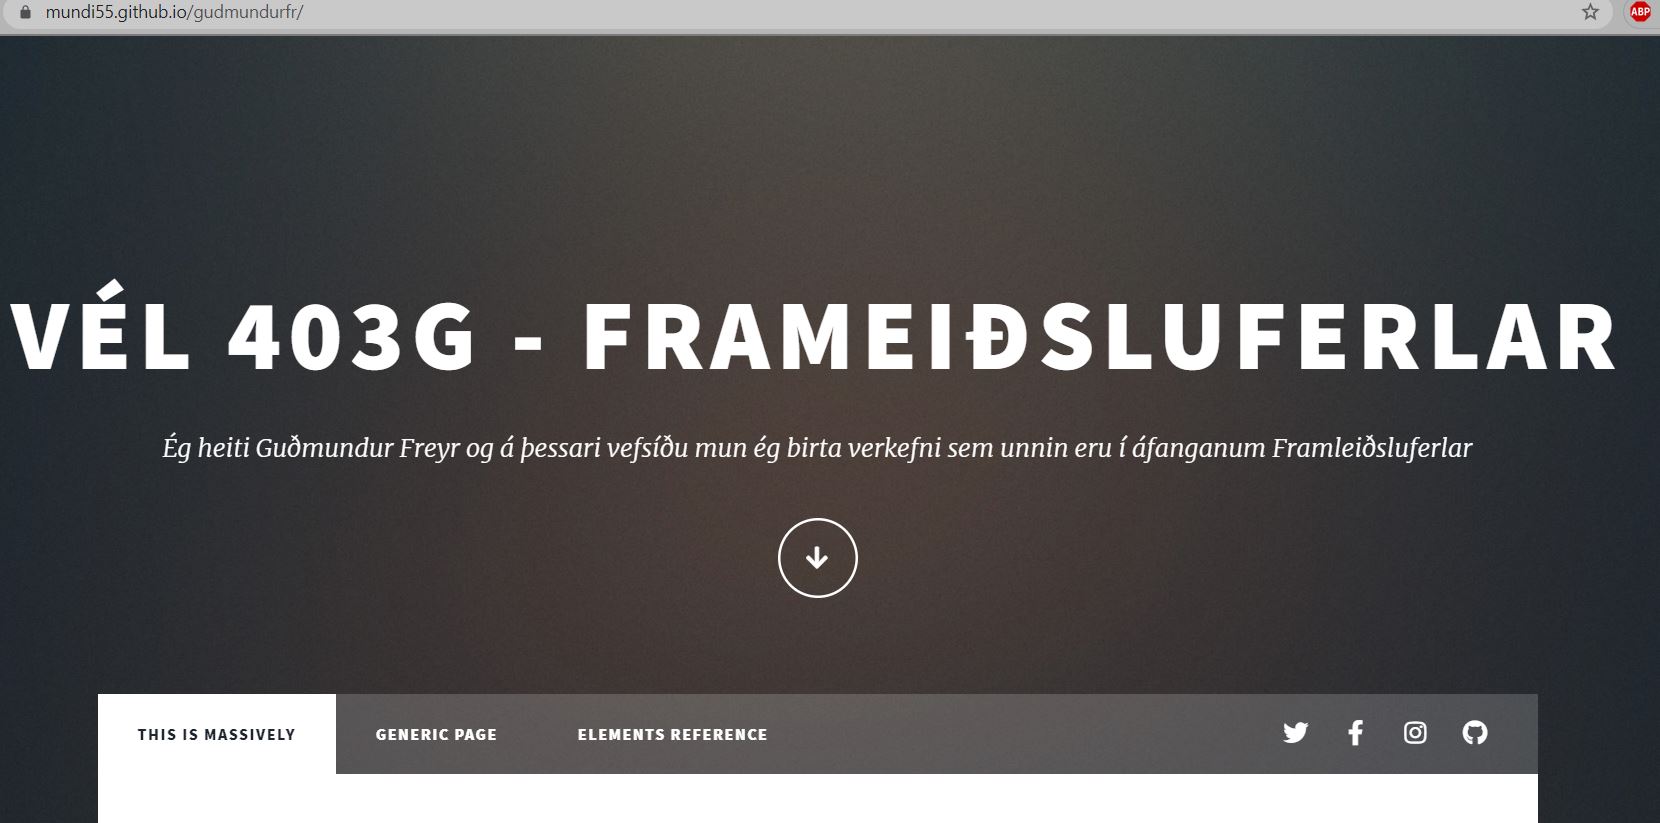 mundi55.github.io/gudmundurfr/
ABP
VÉL 403G - FRAMEIÐSLUFERLAR
Ég heiti Guðmundur Freyr og á þessari vefsíðu mun ég birta verkefni sem unnin eru í áfanganum Framleiðsluferlar
THIS IS MASSIVELY GENERIC PAGE ELEMENTS REFERENCE